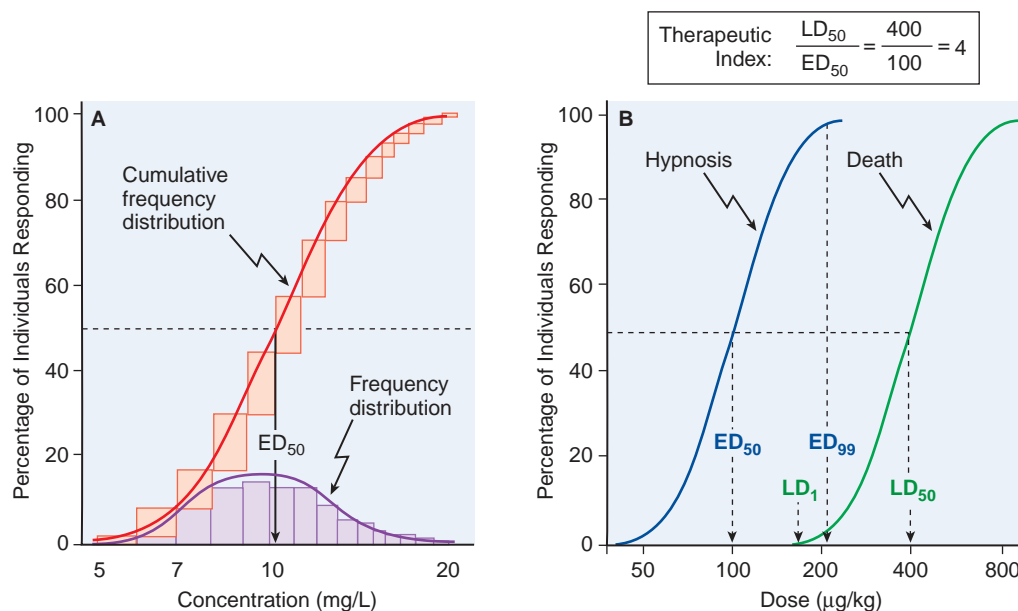 Therapeutic Index: LD50 / ED50 = 400 / 100 = 4
A
Percentage of Individuals Responding
100
80
60
40
20
0
Cumulative
frequency
distribution
Frequency
distribution
ED50
5 7 10 20
Concentration (mg/L)
B
Percentage of Individuals Responding
100
80
60
40
20
0
Hypnosis
Death
ED50
ED99
LD1
LD50
50 100 200 400 800
Dose (μg/kg)